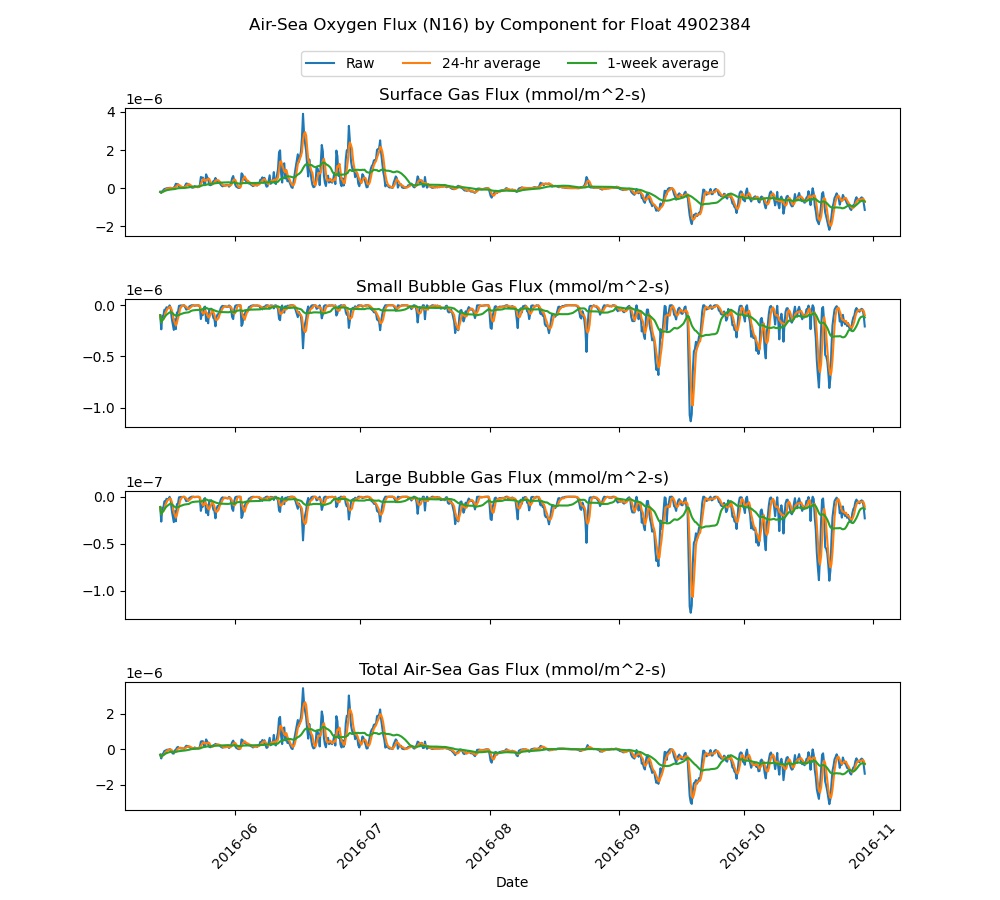 Air-Sea Oxygen Flux (N16) by Component for Float 4902384
Raw 24-hr average 1-week average
1e−6
Surface Gas Flux (mmol/m^2-s)
4
2
0
−2
1e−6
Small Bubble Gas Flux (mmol/m^2-s)
0.0
−0.5
−1.0
1e−7
Large Bubble Gas Flux (mmol/m^2-s)
0.0
−0.5
−1.0
1e−6
Total Air-Sea Gas Flux (mmol/m^2-s)
2
0
−2
2016-06 2016-07 2016-08 2016-09 2016-10 2016-11
Date